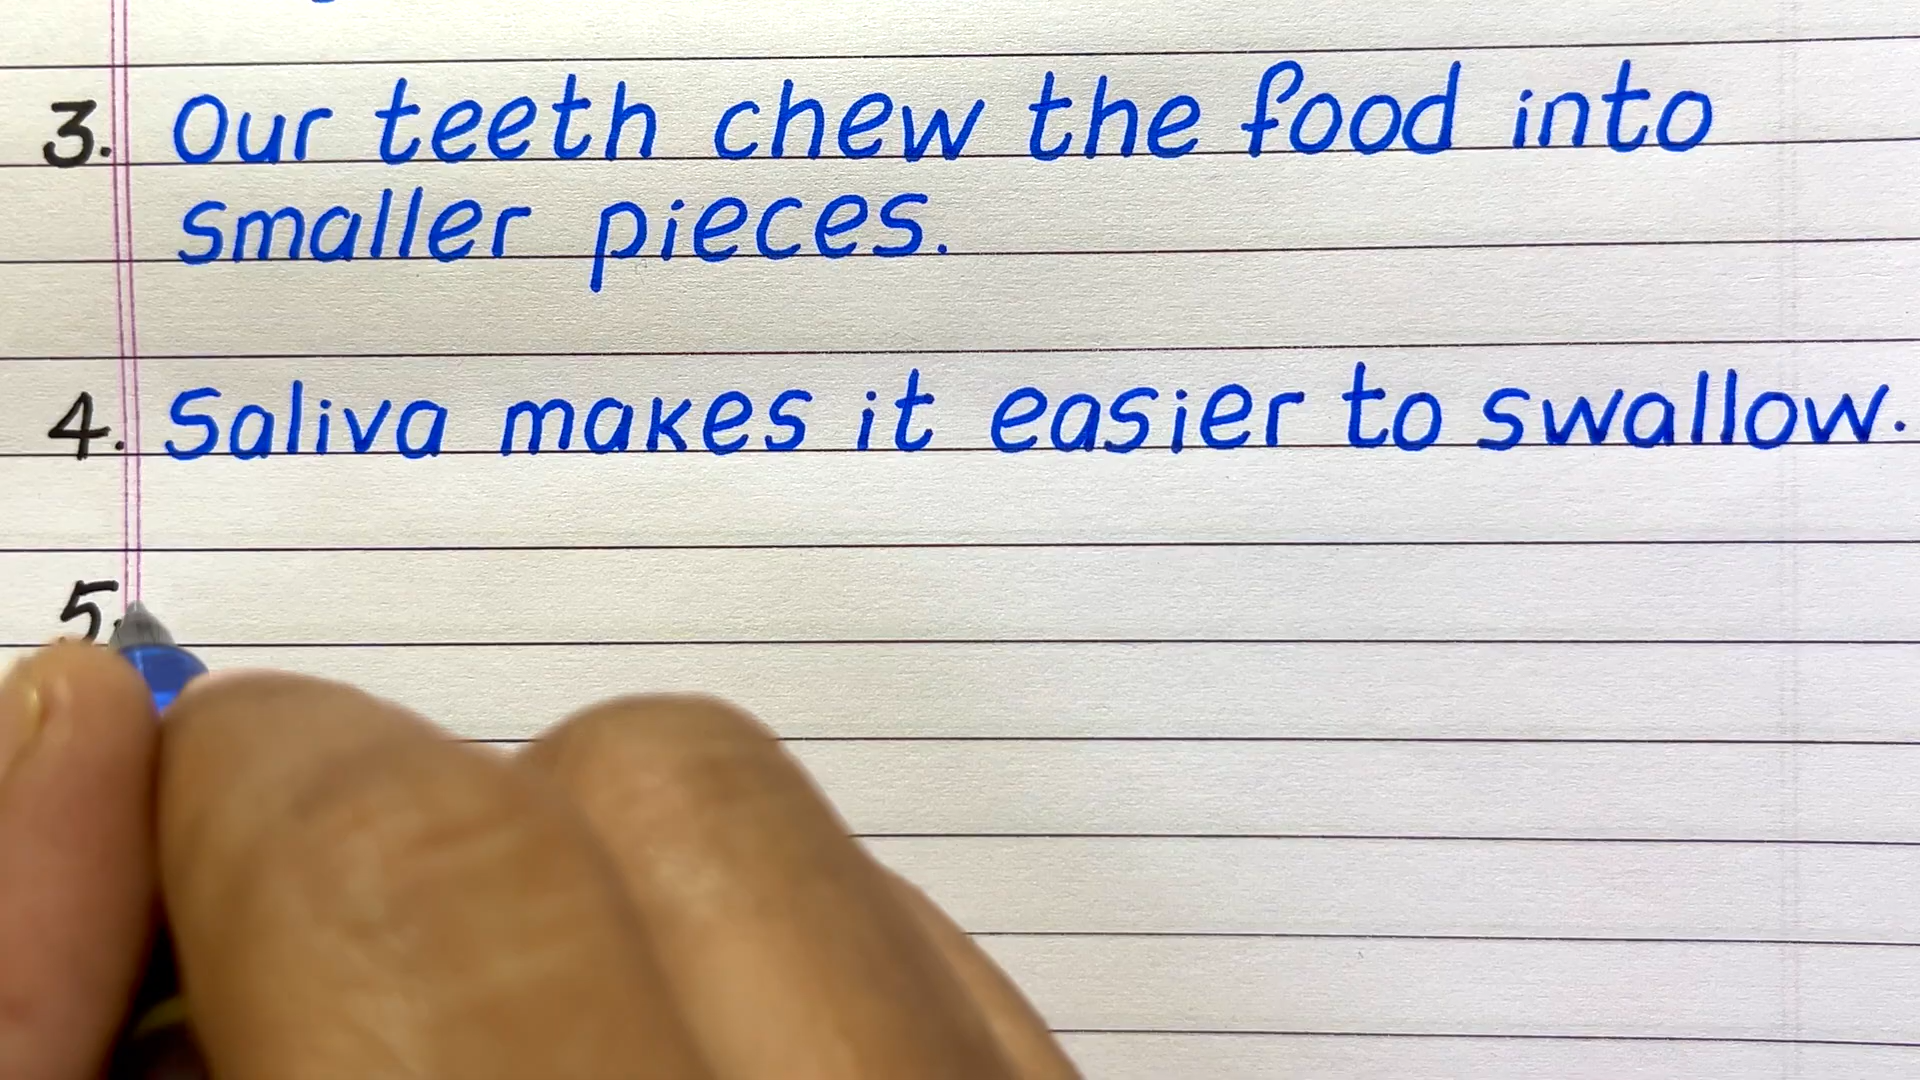 3. Our teeth chew the food into
smaller pieces.
4. Saliva makes it easier to swallow.
5.